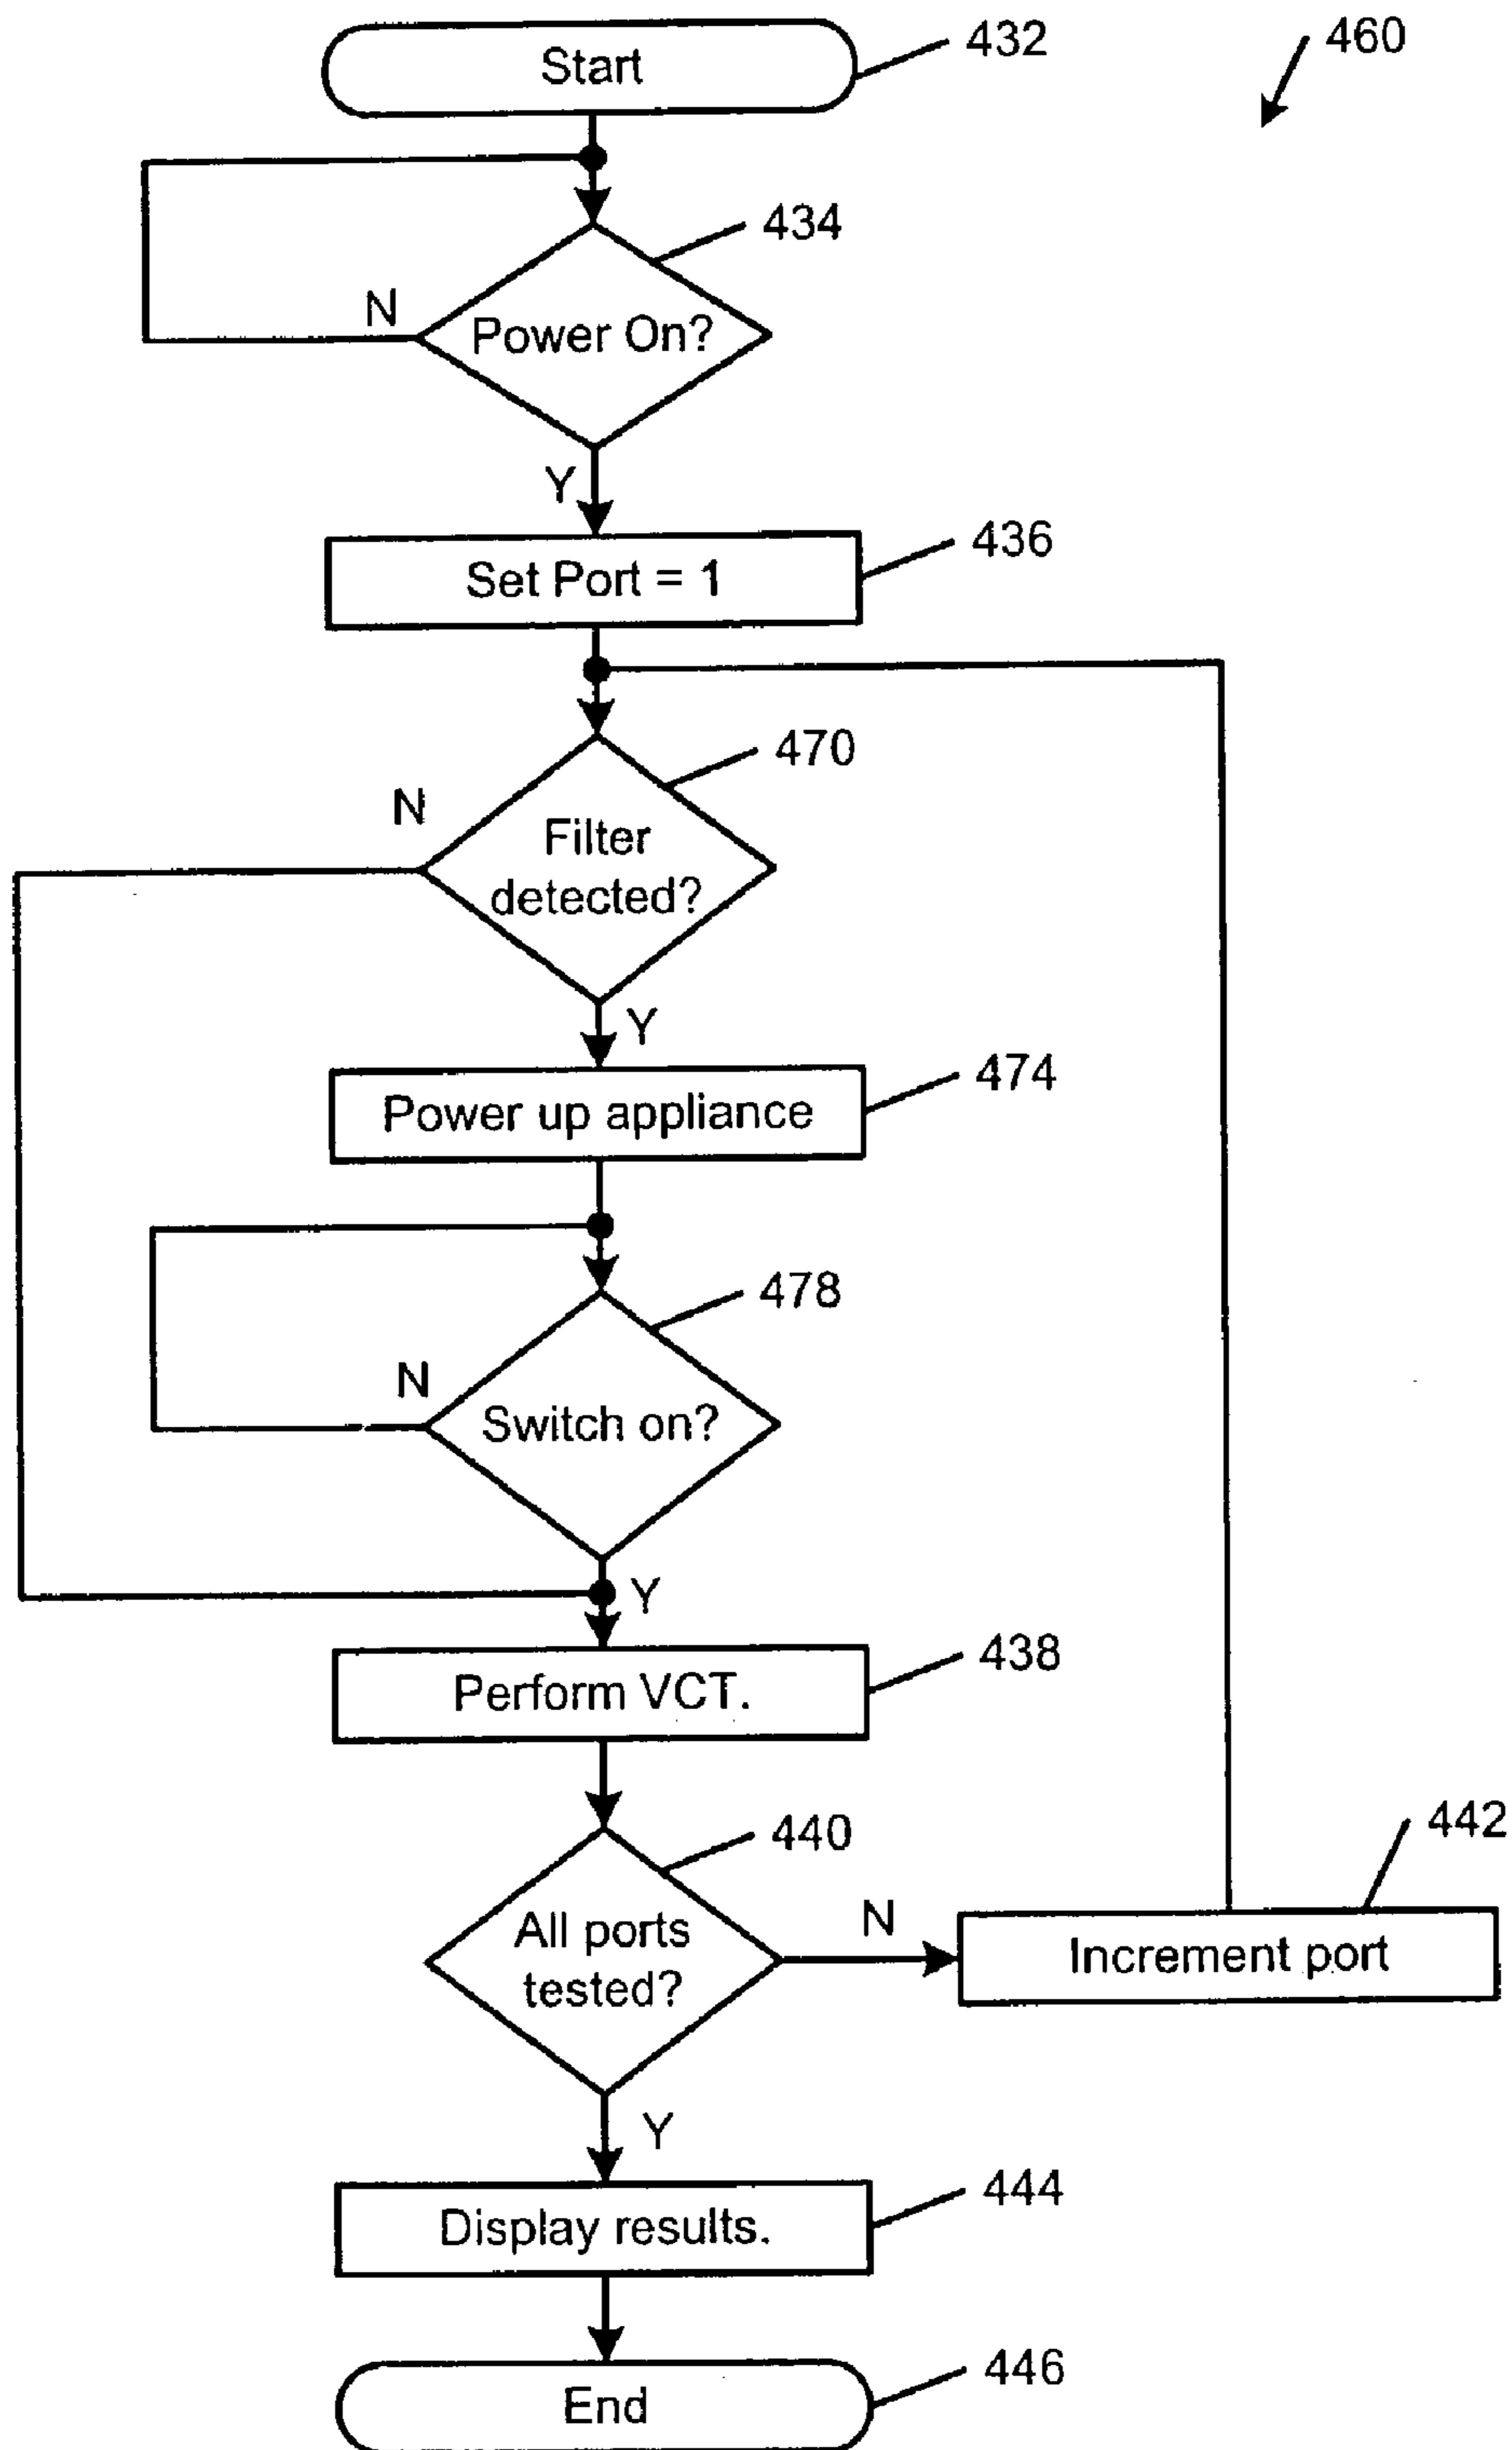 Start
432
460
434
N
Power On?
Y
436
Set Port = 1
470
N
Filter
detected?
Y
474
Power up appliance
478
N
Switch on?
Y
438
Perform VCT.
440
442
All ports
tested?
N
Increment port
Y
444
Display results.
446
End